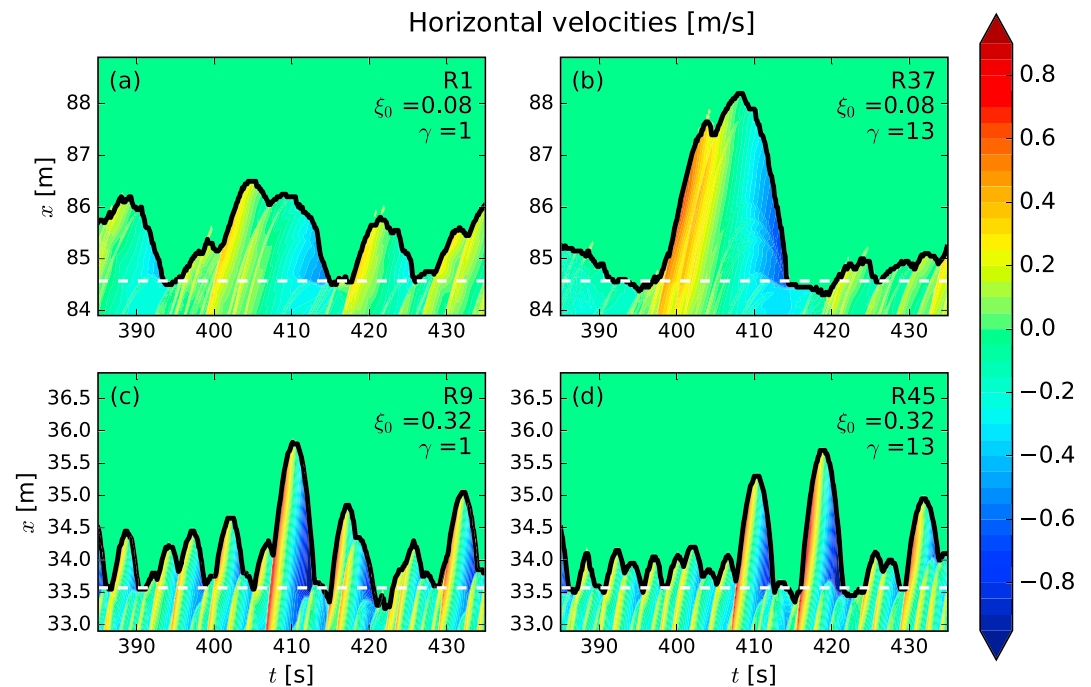 Horizontal velocities [m/s]
(a)
R1
ξ₀ =0.08
γ =1
88
87
86
85
84
x [m]
390 400 410 420 430
(b)
R37
ξ₀ =0.08
γ =13
88
87
86
85
84
390 400 410 420 430
(c)
R9
ξ₀ =0.32
γ =1
36.5
36.0
35.5
35.0
34.5
34.0
33.5
33.0
x [m]
390 400 410 420 430
t [s]
(d)
R45
ξ₀ =0.32
γ =13
36.5
36.0
35.5
35.0
34.5
34.0
33.5
33.0
390 400 410 420 430
t [s]
0.8
0.6
0.4
0.2
0.0
−0.2
−0.4
−0.6
−0.8